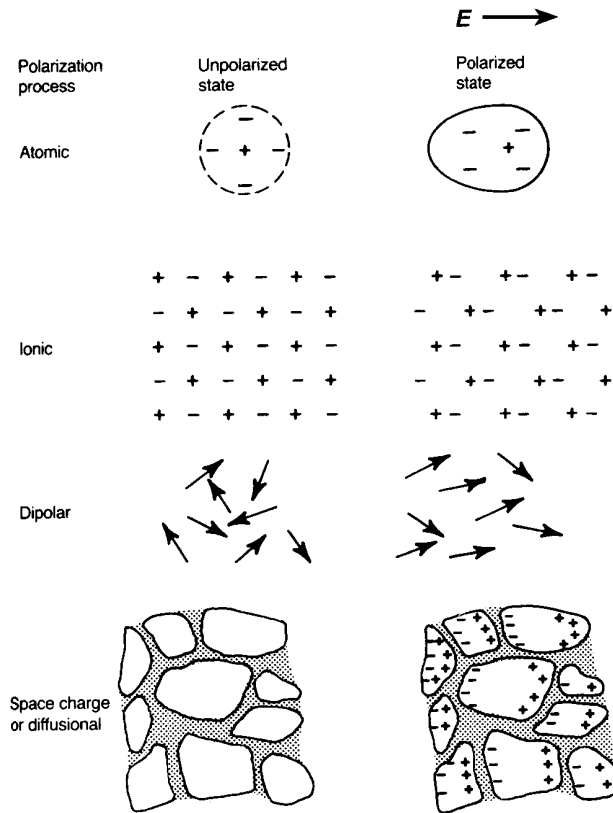 E
Polarization process
Unpolarized state
Polarized state
Atomic
Ionic
Dipolar
Space charge or diffusional